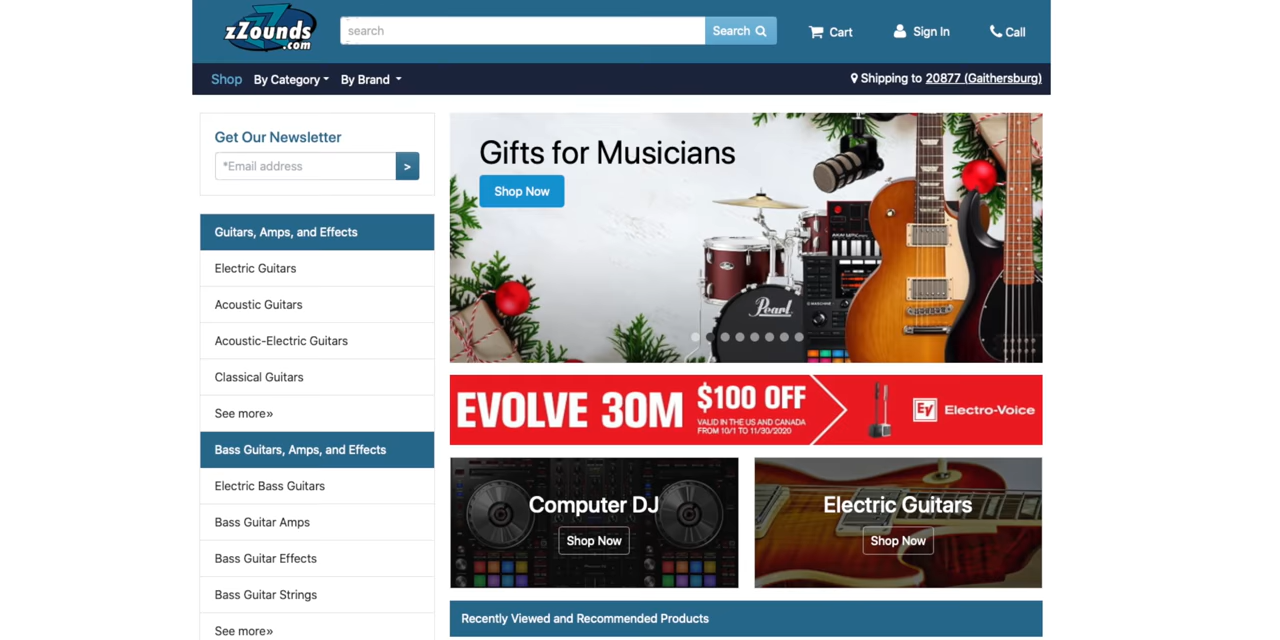 zZounds
.com
search
Search
Cart
Sign In
Call
Shop
By Category
By Brand
Shipping to 20877 (Gaithersburg)
Get Our Newsletter
*Email address
>
Guitars, Amps, and Effects
Electric Guitars
Acoustic Guitars
Acoustic-Electric Guitars
Classical Guitars
See more»
Bass Guitars, Amps, and Effects
Electric Bass Guitars
Bass Guitar Amps
Bass Guitar Effects
Bass Guitar Strings
See more»
Gifts for Musicians
Shop Now
Pearl
EVOLVE 30M
$100 OFF
VALID IN THE US AND CANADA
FROM 10/1 TO 11/30/2020
EV Electro-Voice
Computer DJ
Shop Now
Electric Guitars
Shop Now
Recently Viewed and Recommended Products